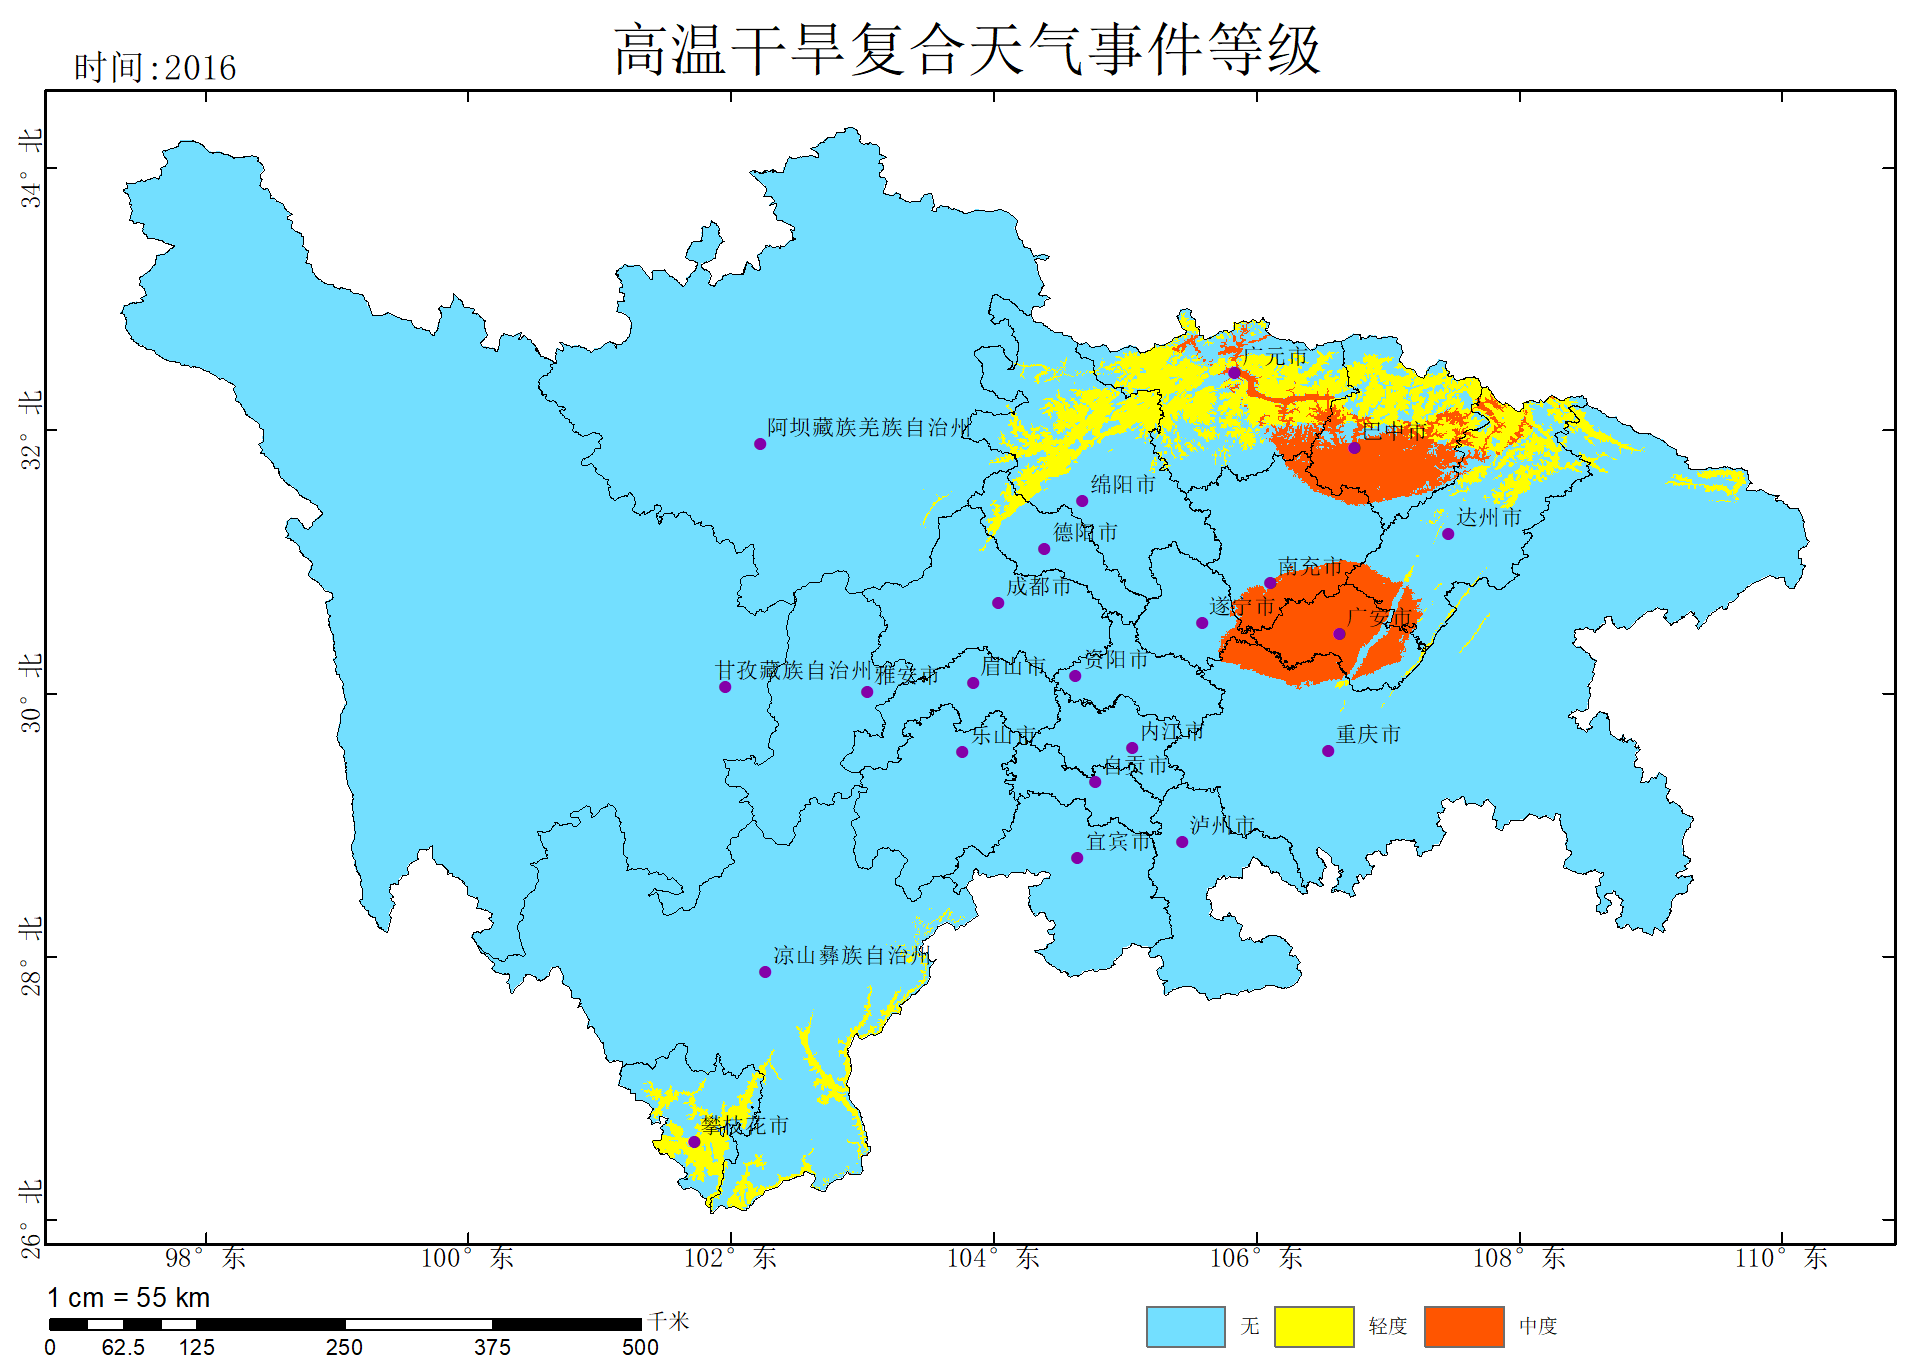 高温干旱复合天气事件等级
时间:2016
34° 北
32° 北
30° 北
28° 北
26° 北
广元市
阿坝藏族羌族自治州
巴中市
绵阳市
达州市
德阳市
南充市
成都市
遂宁市
广安市
甘孜藏族自治州
雅安市
眉山市
资阳市
乐山市
内江市
重庆市
自贡市
泸州市
宜宾市
凉山彝族自治州
攀枝花市
98° 东
100° 东
102° 东
104° 东
106° 东
108° 东
110° 东
1 cm = 55 km
千米
0 62.5 125 250 375 500
无 轻度 中度